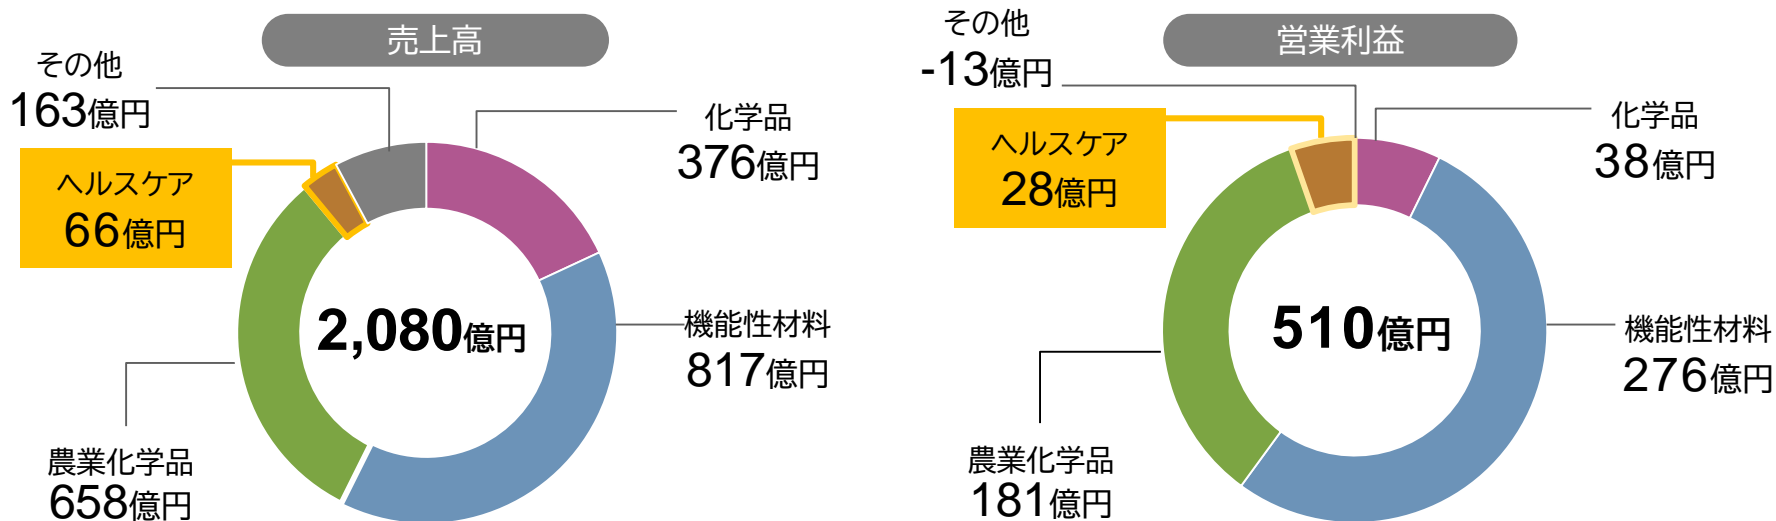 売上高
その他
163億円
化学品
376億円
ヘルスケア
66億円
2,080億円
機能性材料
817億円
農業化学品
658億円
営業利益
その他
-13億円
化学品
38億円
ヘルスケア
28億円
510億円
機能性材料
276億円
農業化学品
181億円